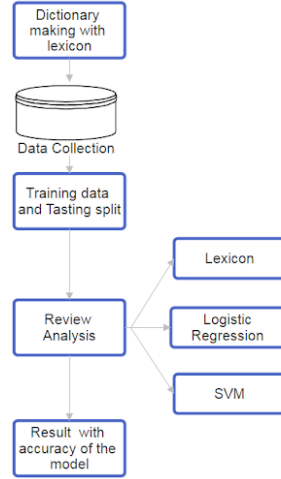 Dictionary
making with
lexicon
Data Collection
Training data
and Tasting split
Review
Analysis
Lexicon
Logistic
Regression
SVM
Result with
accuracy of the
model